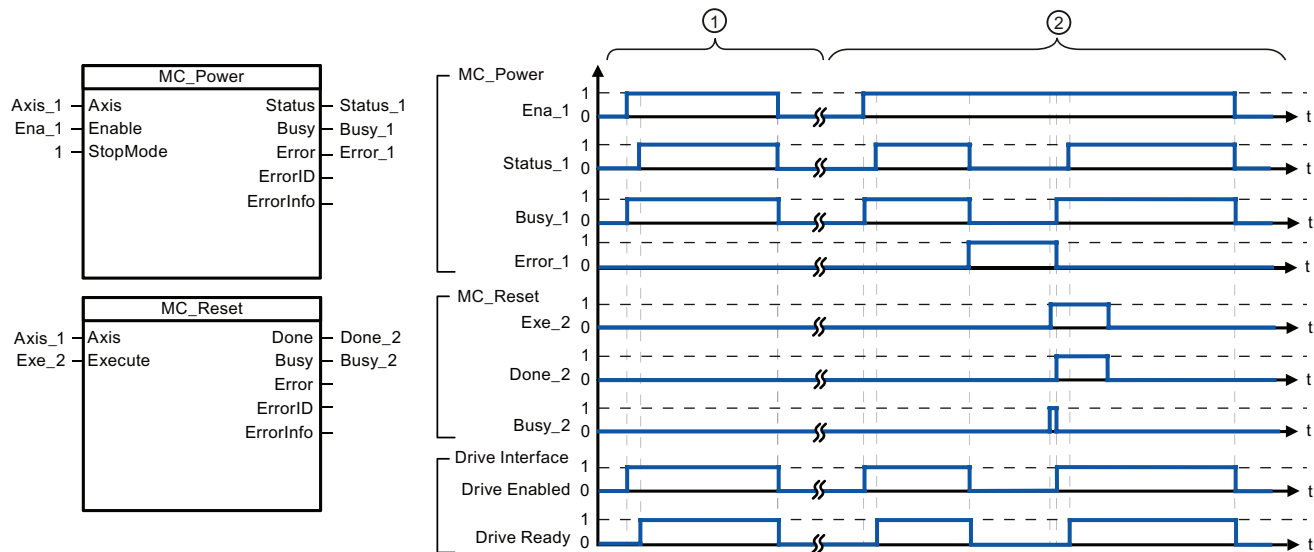 MC_Power
Axis_1 Axis Status Status_1
Ena_1 Enable Busy Busy_1
1 StopMode Error Error_1
ErrorID
ErrorInfo
MC_Reset
Axis_1 Axis Done Done_2
Exe_2 Execute Busy Busy_2
Error
ErrorID
ErrorInfo
1 2
MC_Power
Ena_1 1 0 t
Status_1 1 0 t
Busy_1 1 0 t
Error_1 1 0 t
MC_Reset
Exe_2 1 0 t
Done_2 1 0 t
Busy_2 1 0 t
Drive Interface
Drive Enabled 1 0 t
Drive Ready 1 0 t